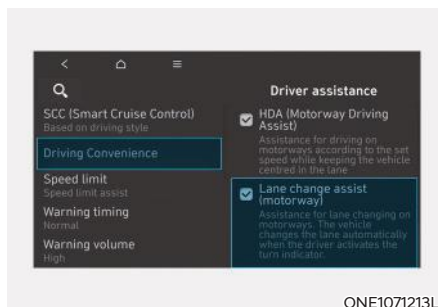 Driver assistance
SCC (Smart Cruise Control)
Based on driving style
Driving Convenience
Speed limit
Speed limit assist
Warning timing
Normal
Warning volume
High
HDA (Motorway Driving
Assist)
Assistance for driving on
motorways according to the set
speed while keeping the vehicle
centred in the lane
Lane change assist
(motorway)
Assistance for lane changing on
motorways. The vehicle
changes the lane automatically
when the driver activates the
turn indicator.
ONE1071213L